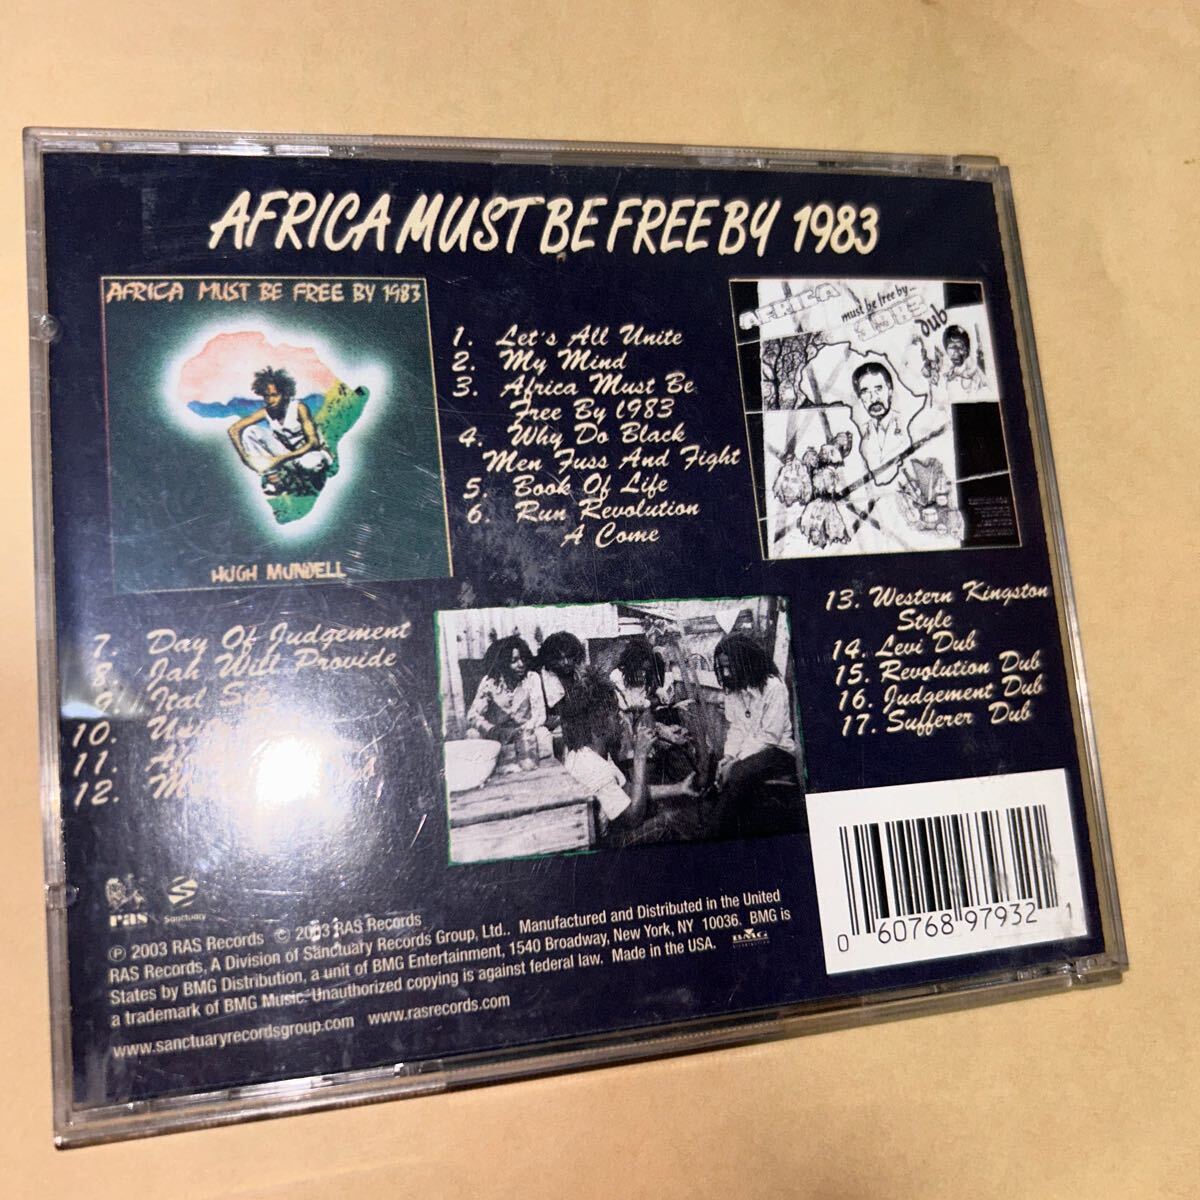 AFRICA MUST BE FREE BY 1983
AFRICA MUST BE FREE BY 1983
HUGH MUNDELL
1. Let's All Unite
2. My Mind
3. Africa Must Be
Free By 1983
4. Why Do Black
Men Fuss And Fight
5. Book Of Life
6. Run Revolution
A Come
AFRICA
must be free by...
1983
dub
7. Day Of Judgement
8. Jah Will Provide
9. Ital
10.
11.
12.
13. Western Kingston
Style
14. Levi Dub
15. Revolution Dub
16. Judgement Dub
17. Sufferer Dub
ras
Sanctuary
℗ 2003 RAS Records © 2003 RAS Records
RAS Records, A Division of Sanctuary Records Group, Ltd.. Manufactured and Distributed in the United
States by BMG Distribution, a unit of BMG Entertainment, 1540 Broadway, New York, NY 10036. BMG is
a trademark of BMG Music. Unauthorized copying is against federal law. Made in the USA.
www.sanctuaryrecordsgroup.com www.rasrecords.com
BMG
DISTRIBUTION
0 60768 97932 1